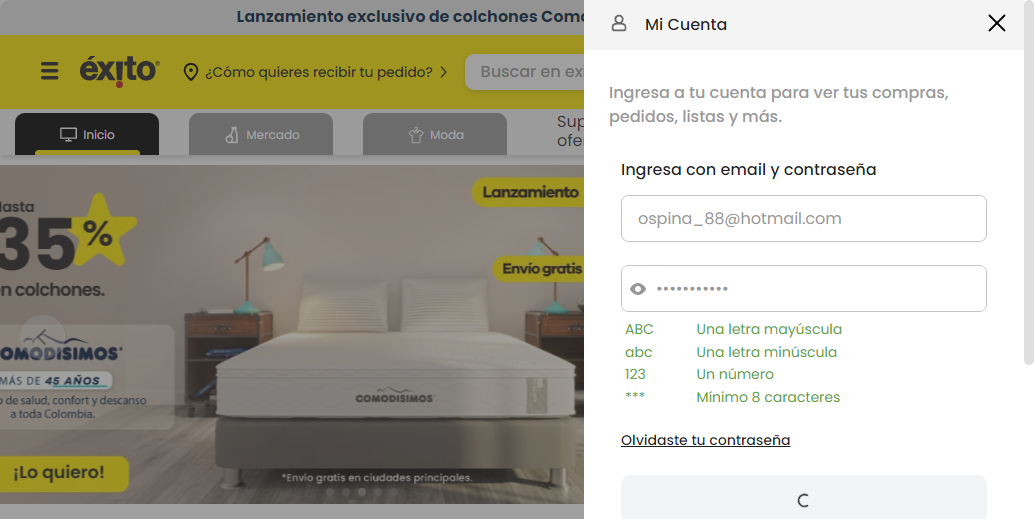 Lanzamiento exclusivo de colchones Como
éxito
¿Cómo quieres recibir tu pedido?
Buscar en ex
Inicio
Mercado
Moda
Sup
ofe
Hasta
35%
en colchones.
COMODISIMOS
MÁS DE 45 AÑOS
o de salud, confort y descanso
a toda Colombia.
¡Lo quiero!
Lanzamiento
Envío gratis
COMODISIMOS
*Envío gratis en ciudades principales.
Mi Cuenta
Ingresa a tu cuenta para ver tus compras,
pedidos, listas y más.
Ingresa con email y contraseña
ospina_88@hotmail.com
•••••••••••
ABC Una letra mayúscula
abc Una letra minúscula
123 Un número
*** Mínimo 8 caracteres
Olvidaste tu contraseña